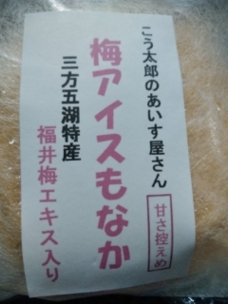 こう太郎のあいす屋さん
甘さ控えめ
梅アイスもなか
三方五湖特産
福井梅エキス入り